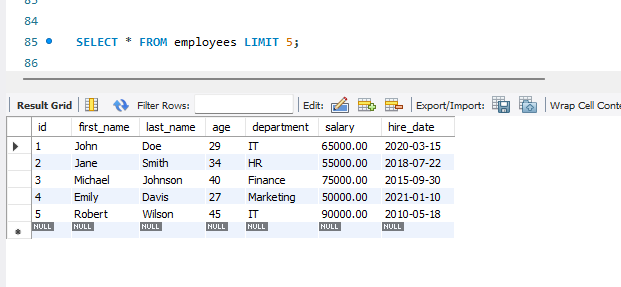 84
85 SELECT * FROM employees LIMIT 5;
86
Result Grid Filter Rows: Edit: Export/Import: Wrap Cell Conte
id first_name last_name age department salary hire_date
1 John Doe 29 IT 65000.00 2020-03-15
2 Jane Smith 34 HR 55000.00 2018-07-22
3 Michael Johnson 40 Finance 75000.00 2015-09-30
4 Emily Davis 27 Marketing 50000.00 2021-01-10
5 Robert Wilson 45 IT 90000.00 2010-05-18
NULL NULL NULL NULL NULL NULL NULL